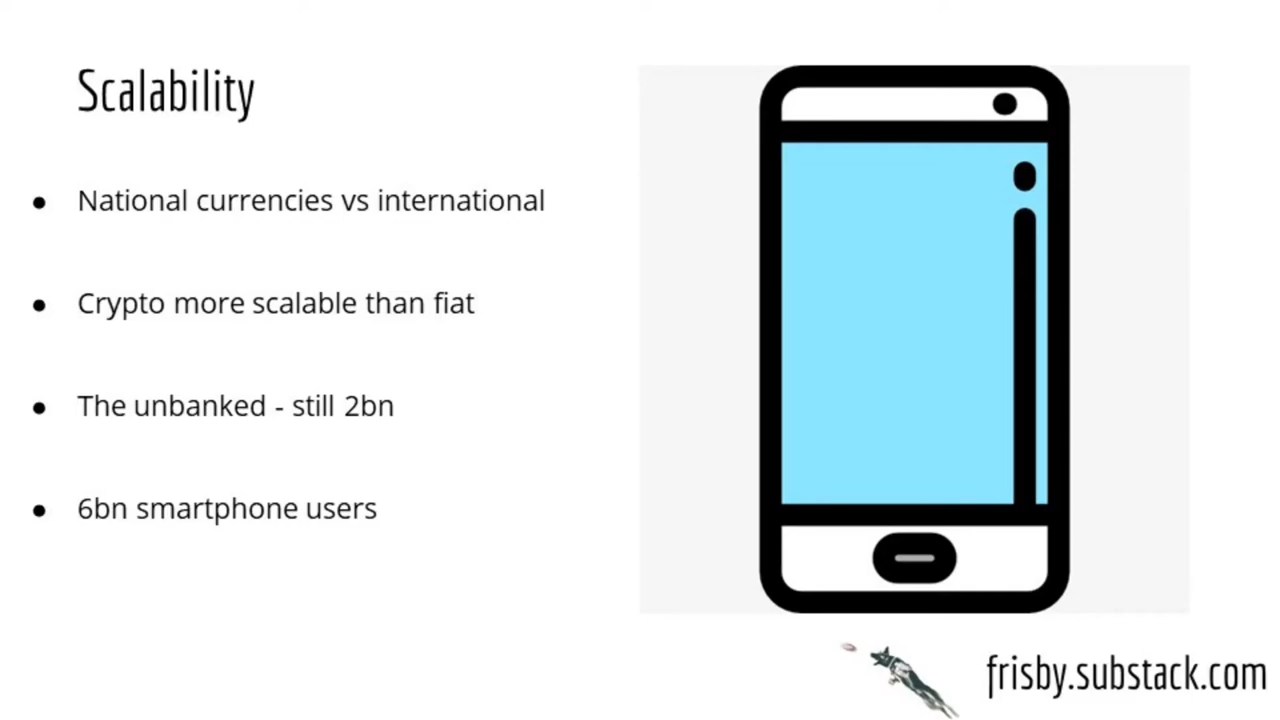 Scalability
● National currencies vs international
● Crypto more scalable than fiat
● The unbanked - still 2bn
● 6bn smartphone users
frisby.substack.com